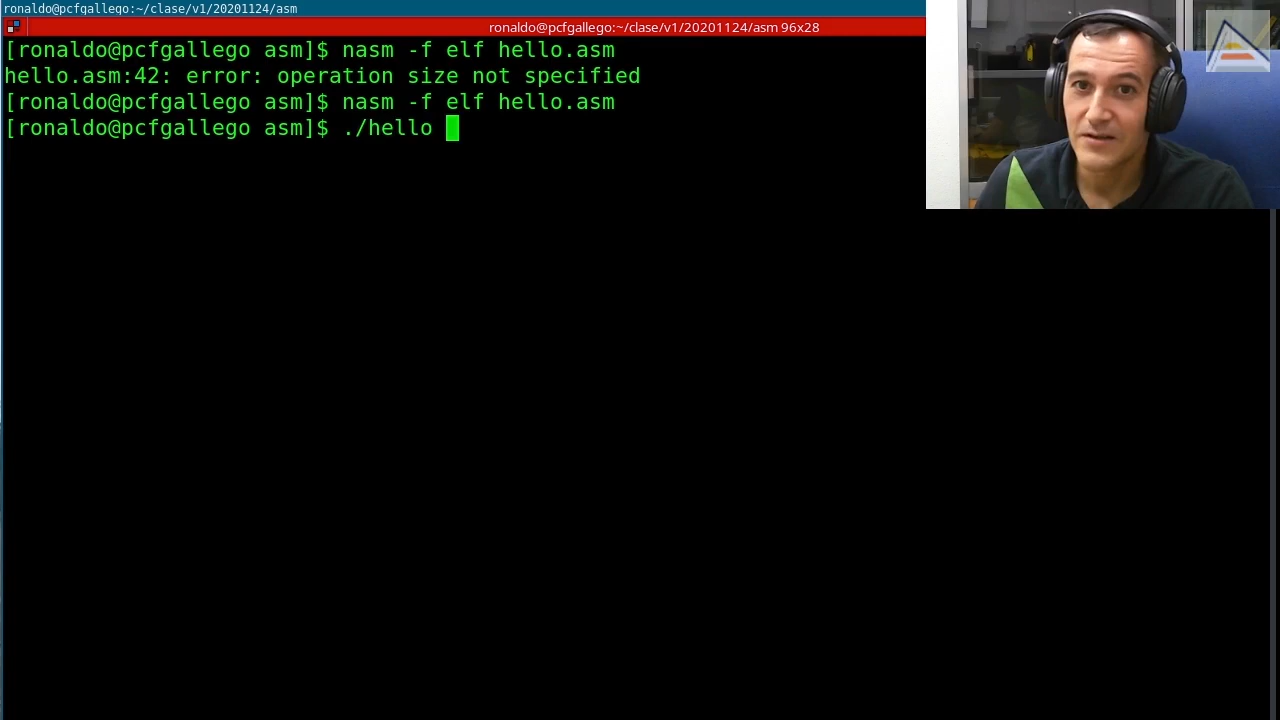 ronaldo@pcfgallego:~/clase/v1/20201124/asm
ronaldo@pcfgallego:~/clase/v1/20201124/asm 96x28
[ronaldo@pcfgallego asm]$ nasm -f elf hello.asm
hello.asm:42: error: operation size not specified
[ronaldo@pcfgallego asm]$ nasm -f elf hello.asm
[ronaldo@pcfgallego asm]$ ./hello